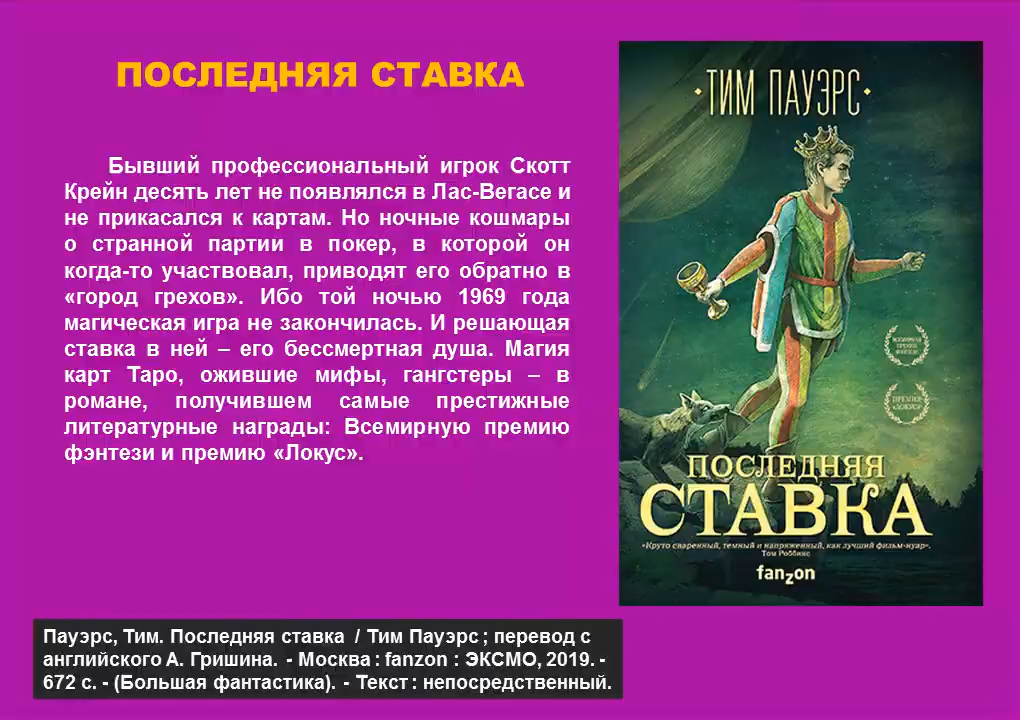 ПОСЛЕДНЯЯ СТАВКА
Бывший профессиональный игрок Скотт
Крейн десять лет не появлялся в Лас-Вегасе и
не прикасался к картам. Но ночные кошмары
о странной партии в покер, в которой он
когда-то участвовал, приводят его обратно в
«город грехов». Ибо той ночью 1969 года
магическая игра не закончилась. И решающая
ставка в ней – его бессмертная душа. Магия
карт Таро, ожившие мифы, гангстеры – в
романе, получившем самые престижные
литературные награды: Всемирную премию
фэнтези и премию «Локус».
·ТИМ ПАУЭРС·
ВСЕМИРНАЯ
ПРЕМИЯ
ФЭНТЕЗИ
ПРЕМИЯ
«ЛОКУС»
ПОСЛЕДНЯЯ
СТАВКА
«Круто сваренный, темный и напряженный, как лучший фильм-нуар».
Том Роббинс
fanzon
Пауэрс, Тим. Последняя ставка / Тим Пауэрс ; перевод с
английского А. Гришина. - Москва : fanzon : ЭКСМО, 2019. -
672 с. - (Большая фантастика). - Текст : непосредственный.